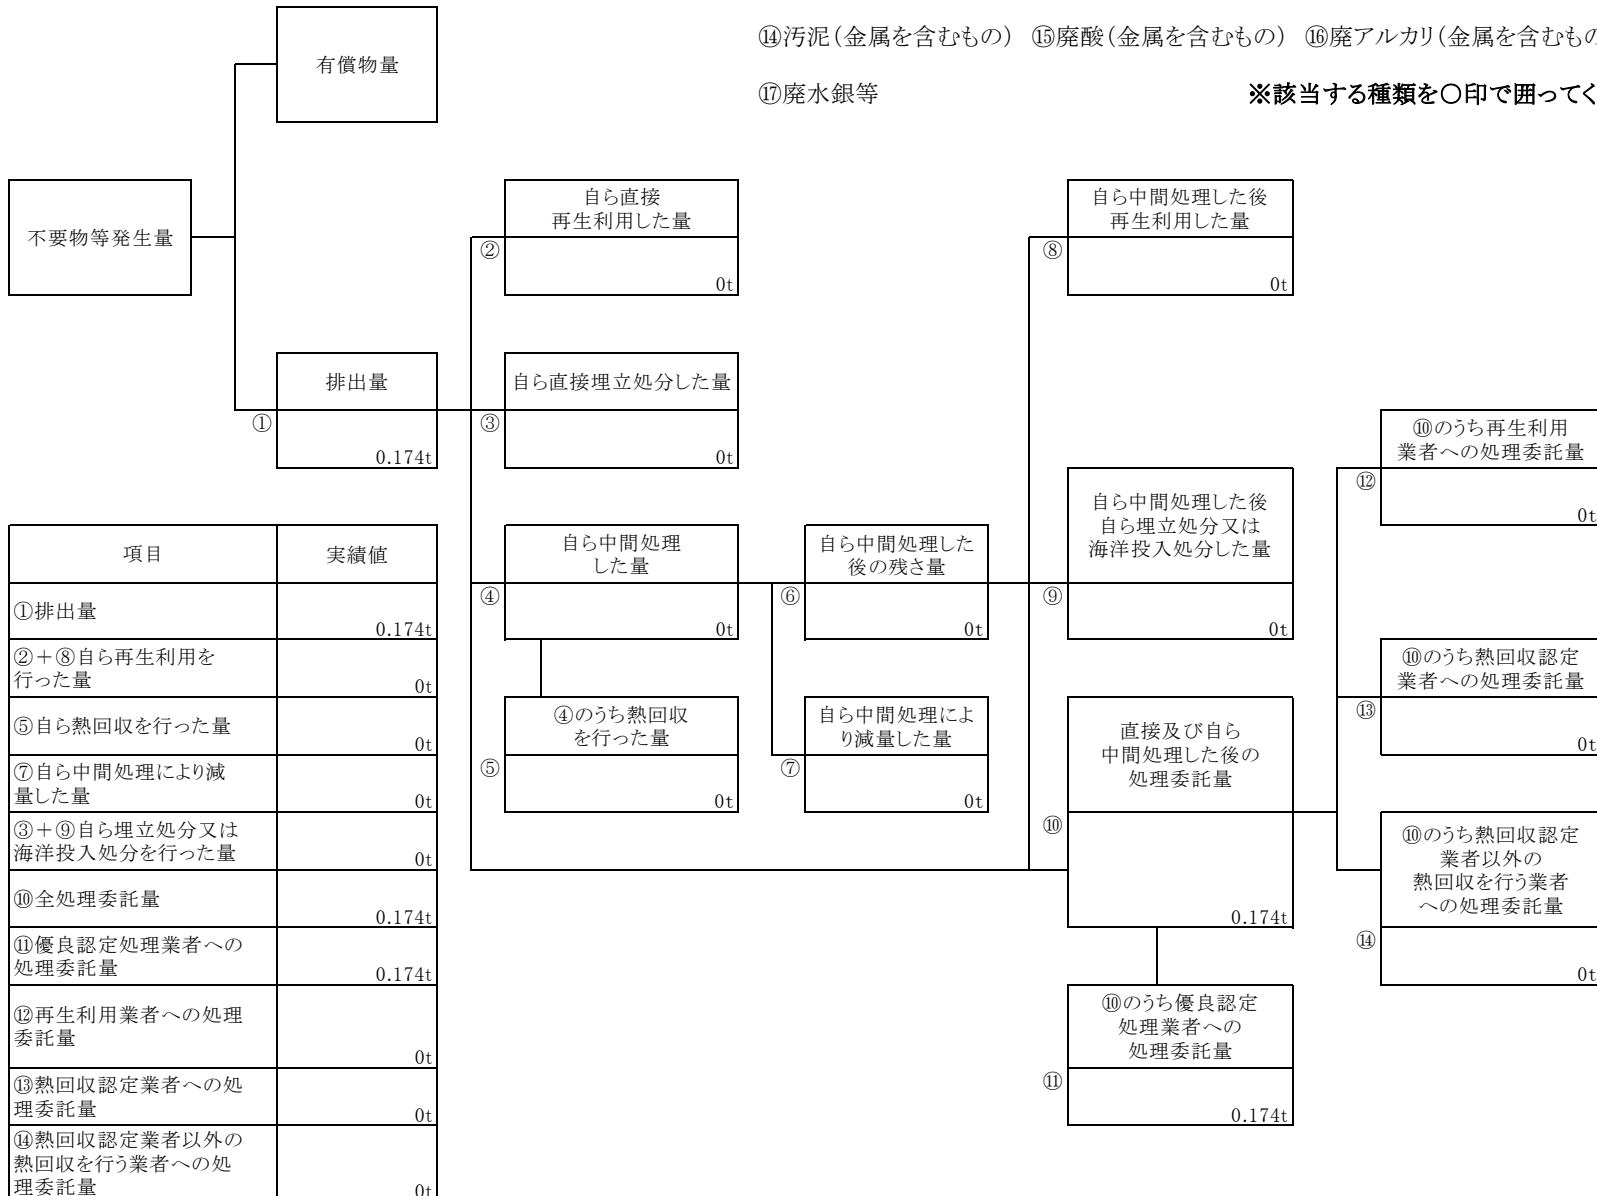 ⑭汚泥（金属を含むもの） ⑮廃酸（金属を含むもの） ⑯廃アルカリ（金属を含むもの
⑰廃水銀等
※該当する種類を○印で囲ってく
有償物量
不要物等発生量
排出量
①
0.174t
自ら直接
再生利用した量
②
0t
自ら直接埋立処分した量
③
0t
自ら中間処理
した量
④
0t
④のうち熱回収
を行った量
⑤
0t
自ら中間処理した
後の残さ量
⑥
0t
自ら中間処理によ
り減量した量
⑦
0t
自ら中間処理した後
再生利用した量
⑧
0t
自ら中間処理した後
自ら埋立処分又は
海洋投入処分した量
⑨
0t
直接及び自ら
中間処理した後の
処理委託量
⑩
0.174t
⑩のうち優良認定
処理業者への
処理委託量
⑪
0.174t
⑩のうち再生利用
業者への処理委託量
⑫
0t
⑩のうち熱回収認定
業者への処理委託量
⑬
0t
⑩のうち熱回収認定
業者以外の
熱回収を行う業者
への処理委託量
⑭
0t
項目 実績値
①排出量
0.174t
②＋⑧自ら再生利用を
行った量
0t
⑤自ら熱回収を行った量
0t
⑦自ら中間処理により減
量した量
0t
③＋⑨自ら埋立処分又は
海洋投入処分を行った量
0t
⑩全処理委託量
0.174t
⑪優良認定処理業者への
処理委託量
0.174t
⑫再生利用業者への処理
委託量
0t
⑬熱回収認定業者への処
理委託量
0t
⑭熱回収認定業者以外の
熱回収を行う業者への処
理委託量
0t